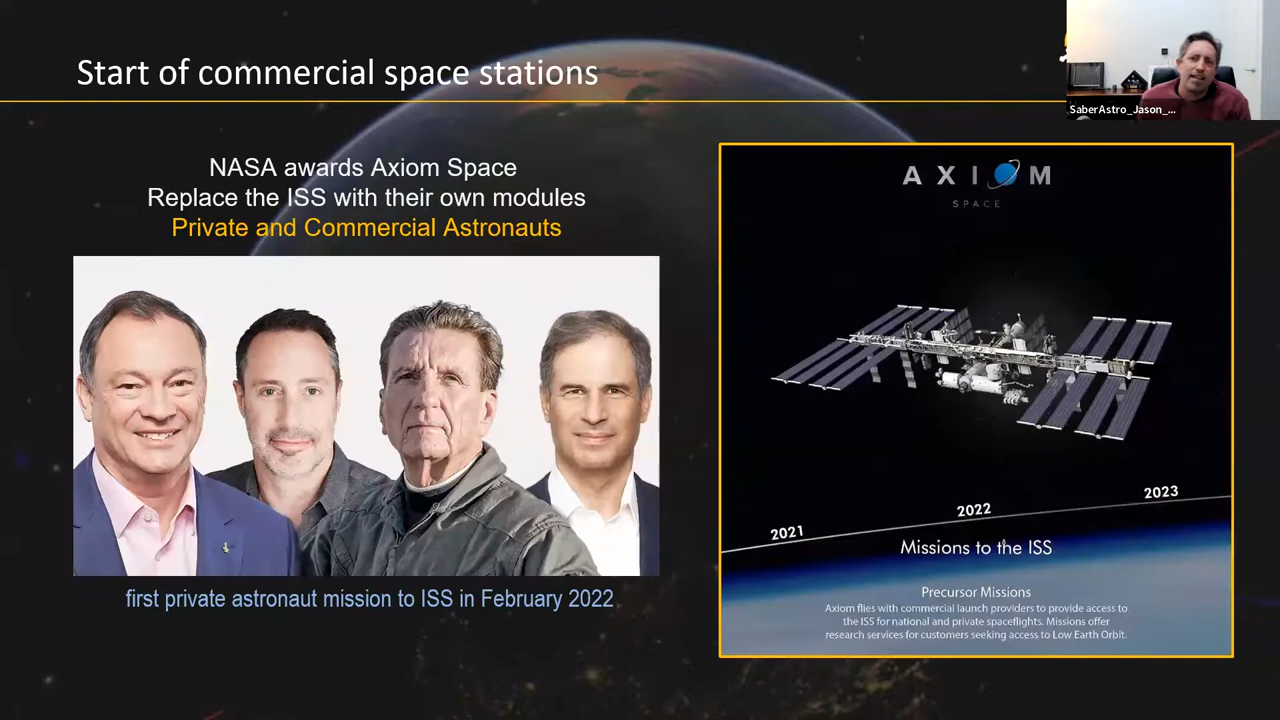 Start of commercial space stations
SaberAstro_Jason_...
NASA awards Axiom Space
Replace the ISS with their own modules
Private and Commercial Astronauts
first private astronaut mission to ISS in February 2022
AXIOM
SPACE
2021
2022
2023
Missions to the ISS
Precursor Missions
Axiom flies with commercial launch providers to provide access to
the ISS for national and private spaceflights. Missions offer
research services for customers seeking access to Low Earth Orbit.